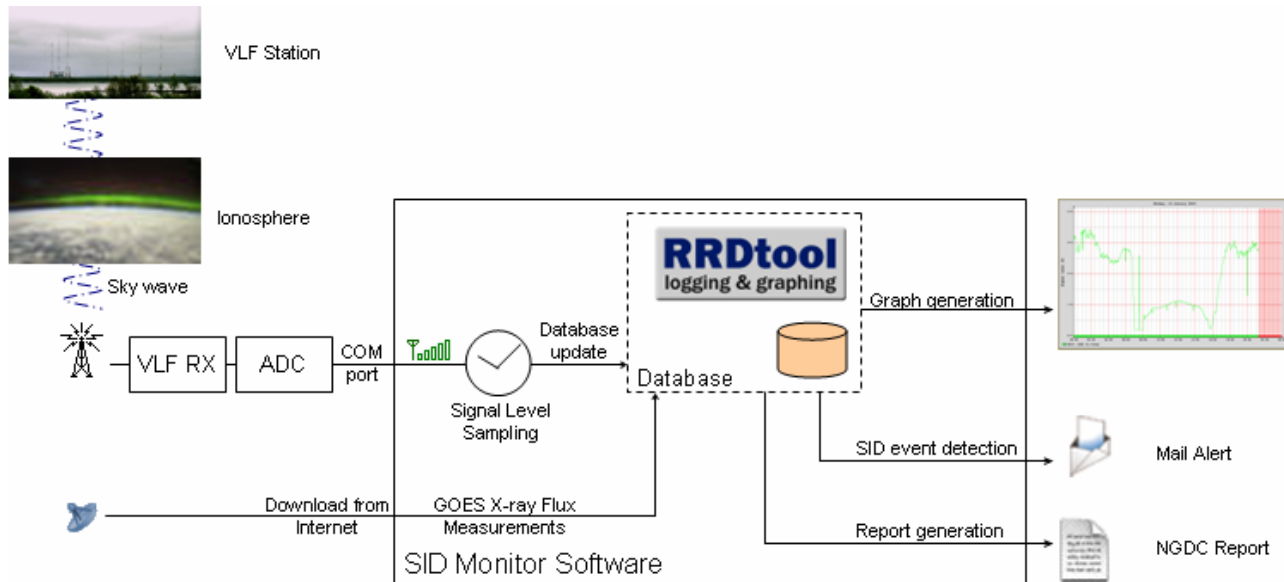 VLF Station
Ionosphere
Sky wave
VLF RX
ADC
COM
port
Signal Level
Sampling
Database
update
RRDtool
logging & graphing
Database
Graph generation
SID event detection
Mail Alert
Download from
Internet
GOES X-ray Flux
Measurements
Report generation
NGDC Report
SID Monitor Software